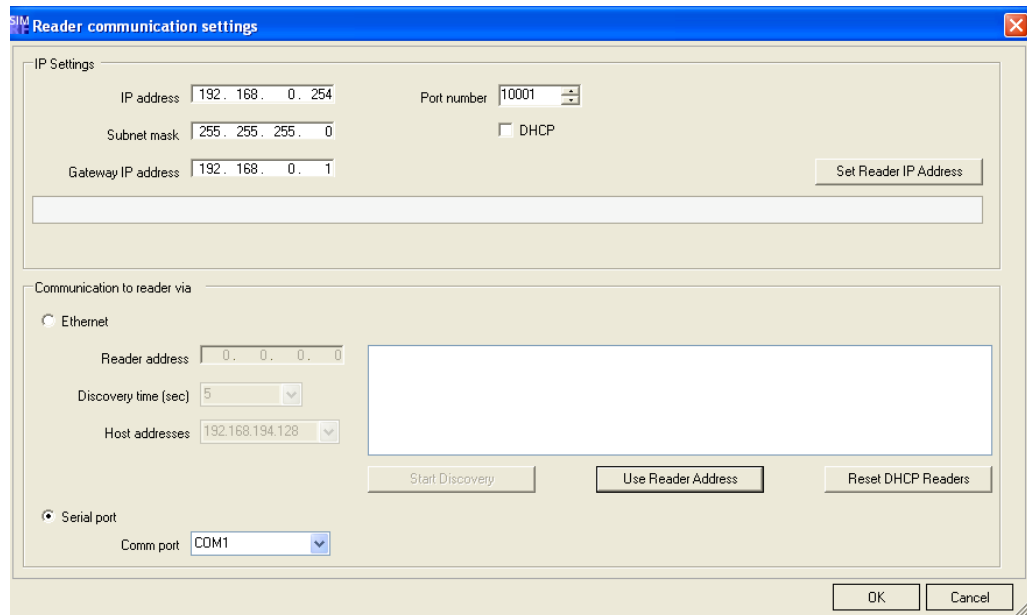 SIM
Reader communication settings
IP Settings
IP address 192. 168. 0. 254 Port number 10001
Subnet mask 255. 255. 255. 0 DHCP
Gateway IP address 192. 168. 0. 1 Set Reader IP Address
Communication to reader via
Ethernet
Reader address 0. 0. 0. 0
Discovery time (sec) 5
Host addresses 192.168.194.128
Start Discovery Use Reader Address Reset DHCP Readers
Serial port
Comm port COM1
OK Cancel